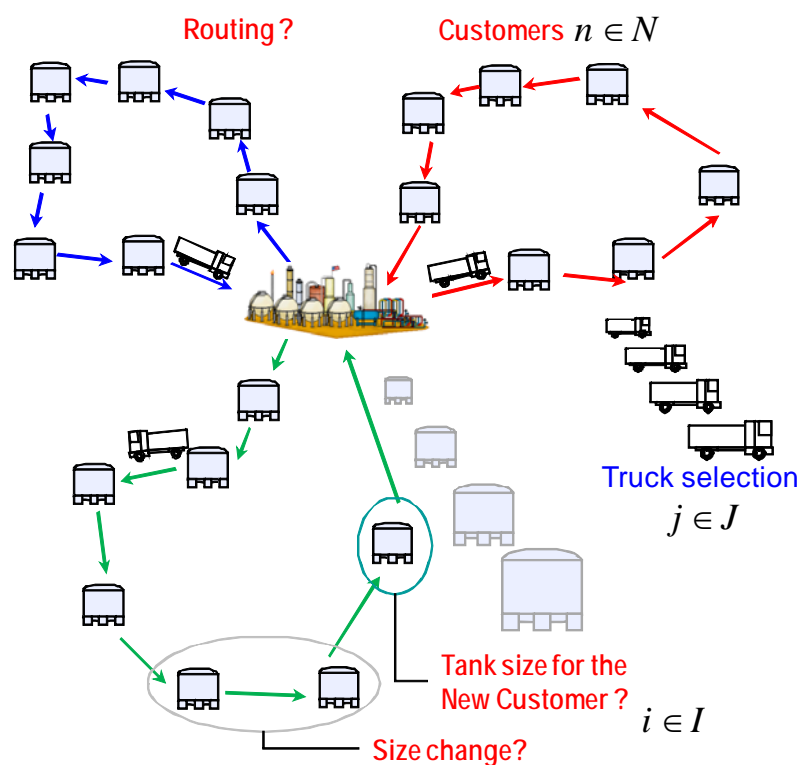 Routing ?
Customers n ∈ N
Truck selection
j ∈ J
Tank size for the
New Customer ?
i ∈ I
Size change?